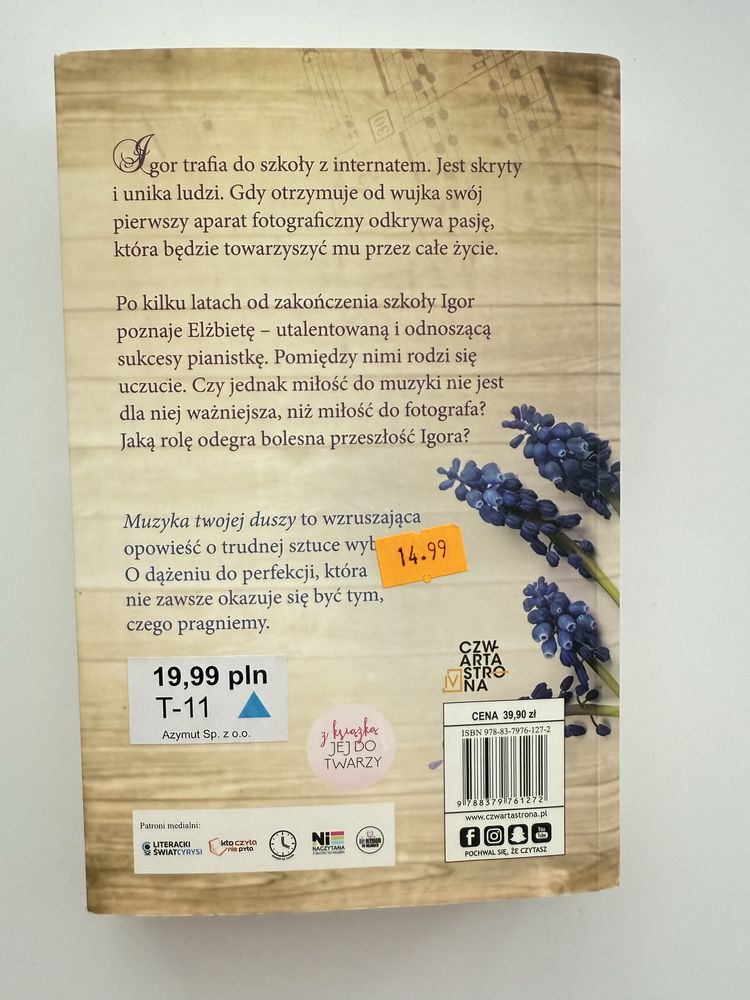 Igor trafia do szkoły z internatem. Jest skryty
i unika ludzi. Gdy otrzymuje od wujka swój
pierwszy aparat fotograficzny odkrywa pasję,
która będzie towarzyszyć mu przez całe życie.
Po kilku latach od zakończenia szkoły Igor
poznaje Elżbietę – utalentowaną i odnoszącą
sukcesy pianistkę. Pomiędzy nimi rodzi się
uczucie. Czy jednak miłość do muzyki nie jest
dla niej ważniejsza, niż miłość do fotografa?
Jaką rolę odegra bolesna przeszłość Igora?
Muzyka twojej duszy to wzruszająca
opowieść o trudnej sztuce wyb
14.99
O dążeniu do perfekcji, która
nie zawsze okazuje się być tym,
czego pragniemy.
19,99 pln
T-11
Azymut Sp. z o.o.
z książką
JEJ DO
TWARZY
CZW
ARTA
STRO
NA
IV
CENA 39,90 zł
ISBN 978-83-7976-127-2
9 788379 761272
www.czwartastrona.pl
You Tube
POCHWAL SIĘ, ŻE CZYTASZ
Patroni medialni:
LITERACKI
ŚWIAT CYRYSI
kto czyta
nie pyta
Ni
NACZYTANA